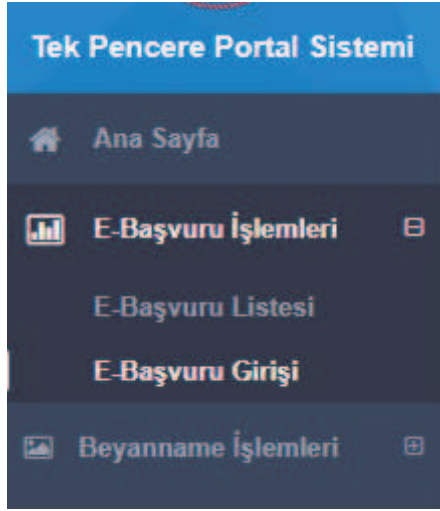 Tek Pencere Portal Sistemi
Ana Sayfa
E-Başvuru İşlemleri
E-Başvuru Listesi
E-Başvuru Girişi
Beyanname İşlemleri